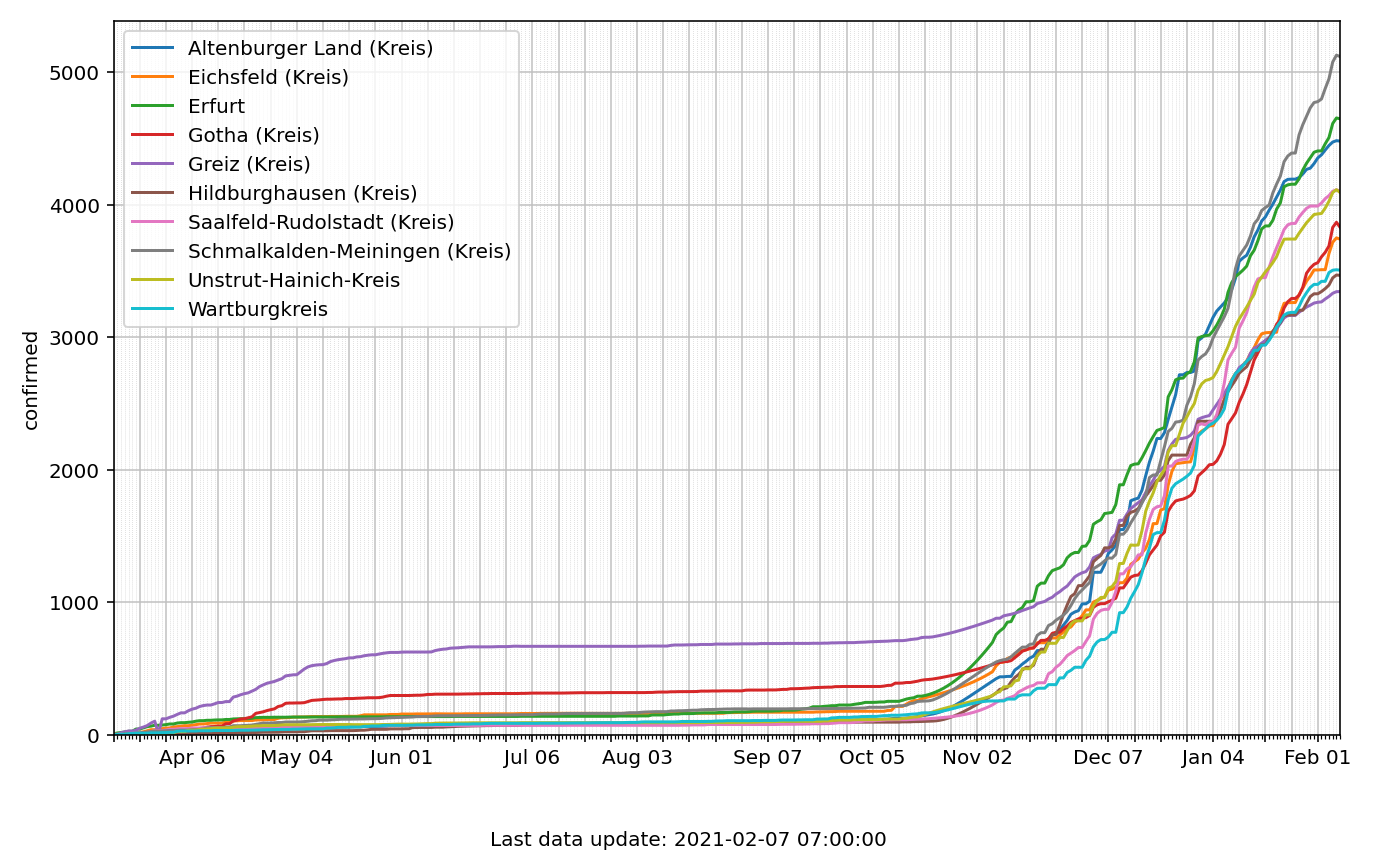 5000
4000
3000
2000
1000
0
confirmed
Altenburger Land (Kreis)
Eichsfeld (Kreis)
Erfurt
Gotha (Kreis)
Greiz (Kreis)
Hildburghausen (Kreis)
Saalfeld-Rudolstadt (Kreis)
Schmalkalden-Meiningen (Kreis)
Unstrut-Hainich-Kreis
Wartburgkreis
Apr 06 May 04 Jun 01 Jul 06 Aug 03 Sep 07 Oct 05 Nov 02 Dec 07 Jan 04 Feb 01
Last data update: 2021-02-07 07:00:00